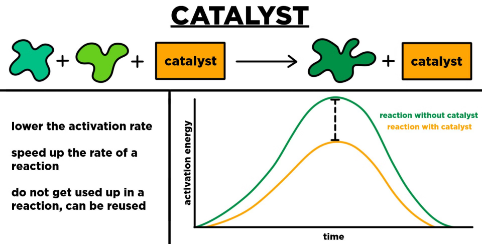 CATALYST
+ + catalyst + catalyst
lower the activation rate
speed up the rate of a
reaction
do not get used up in a
reaction, can be reused
activation energy
reaction without catalyst
reaction with catalyst
time